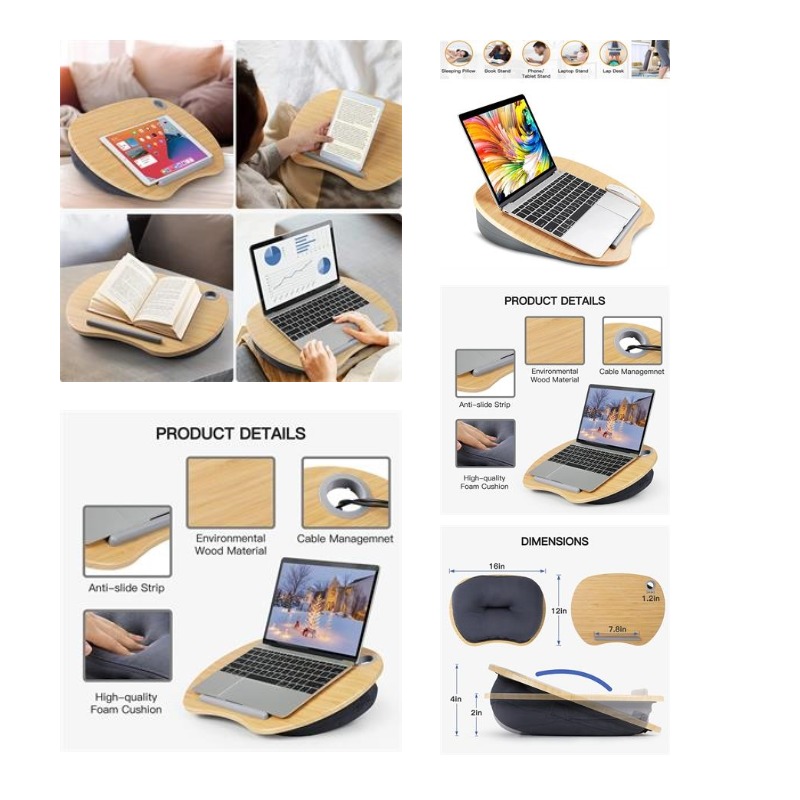 Sleeping Pillow
Book Stand
Phone/
Tablet Stand
Laptop Stand
Lap Desk
PRODUCT DETAILS
Environmental
Wood Material
Cable Managemnet
Anti-slide Strip
High-quality
Foam Cushion
PRODUCT DETAILS
Environmental
Wood Material
Cable Managemnet
Anti-slide Strip
High-quality
Foam Cushion
DIMENSIONS
16in
12in
1.2in
7.8in
4in
2in